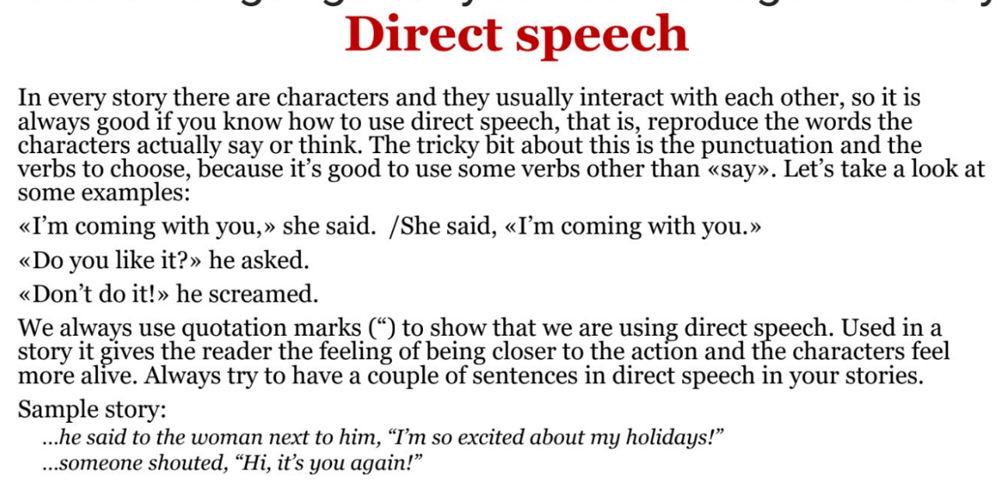 Direct speech
In every story there are characters and they usually interact with each other, so it is
always good if you know how to use direct speech, that is, reproduce the words the
characters actually say or think. The tricky bit about this is the punctuation and the
verbs to choose, because it’s good to use some verbs other than «say». Let’s take a look at
some examples:
«I’m coming with you,» she said.  /She said, «I’m coming with you.»
«Do you like it?» he asked.
«Don’t do it!» he screamed.
We always use quotation marks (“) to show that we are using direct speech. Used in a
story it gives the reader the feeling of being closer to the action and the characters feel
more alive. Always try to have a couple of sentences in direct speech in your stories.
Sample story:
...he said to the woman next to him, “I’m so excited about my holidays!”
...someone shouted, “Hi, it’s you again!”